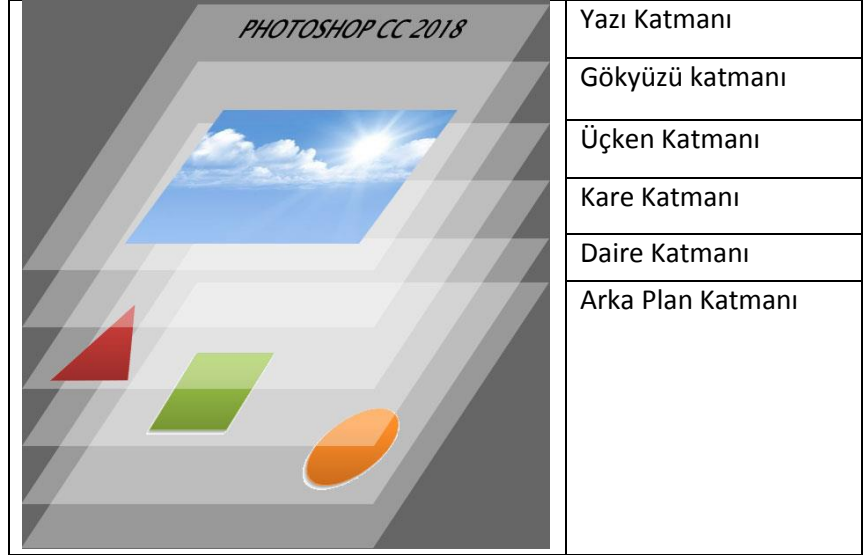 PHOTOSHOP CC 2018
Yazı Katmanı
Gökyüzü katmanı
Üçken Katmanı
Kare Katmanı
Daire Katmanı
Arka Plan Katmanı